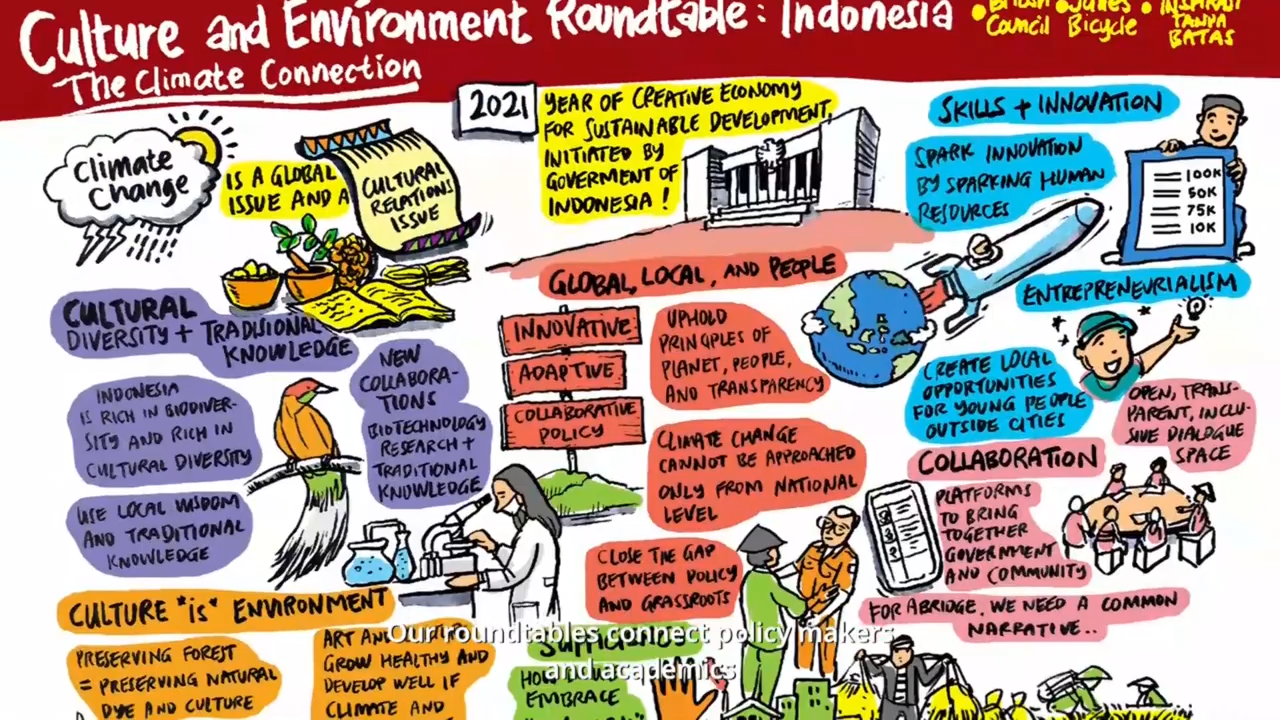 Culture and Environment Roundtable: Indonesia
The Climate Connection
British Council
Julies Bicycle
INSPIRASI
TANPA
BATAS
Climate
Change
IS A GLOBAL
ISSUE AND A
CULTURAL
RELATIONS
ISSUE
2021
YEAR OF CREATIVE ECONOMY
FOR SUSTAINABLE DEVELOPMENT,
INITIATED BY
GOVERMENT OF
INDONESIA!
SKILLS + INNOVATION
SPARK INNOVATION
BY SPARKING HUMAN
RESOURCES
100K
50K
75K
10K
CULTURAL
DIVERSITY + TRADISIONAL
KNOWLEDGE
INDONESIA
IS RICH IN BIODIVER-
SITY AND RICH IN
CULTURAL DIVERSITY
USE LOCAL WISDOM
AND TRADITIONAL
KNOWLEDGE
NEW
COLLABORA-
TIONS
BIOTECHNOLOGY
RESEARCH +
TRADITIONAL
KNOWLEDGE
GLOBAL, LOCAL, AND PEOPLE
INNOVATIVE
ADAPTIVE
COLLABORATIVE
POLICY
UPHOLD
PRINCIPLES OF
PLANET, PEOPLE,
AND TRANSPARENCY
CLIMATE CHANGE
CANNOT BE APPROACHED
ONLY FROM NATIONAL
LEVEL
CLOSE THE GAP
BETWEEN POLICY
AND GRASSROOTS
ENTREPRENEURIALISM
CREATE LOCAL
OPPORTUNITIES
FOR YOUNG PEOPLE
OUTSIDE CITIES
OPEN, TRANS-
PARENT, INCLU-
SIVE DIALOGUE
SPACE
COLLABORATION
PLATFORMS
TO BRING
TOGETHER
GOVERNMENT
AND COMMUNITY
FOR A BRIDGE, WE NEED A COMMON
NARRATIVE..
CULTURE "is" ENVIRONMENT
PRESERVING FOREST
= PRESERVING NATURAL
DYE AND CULTURE
ART AND
GROW HEALTHY AND
DEVELOP WELL IF
CLIMATE AND
EMBRACE
Our roundtables connect policy makers
and academics